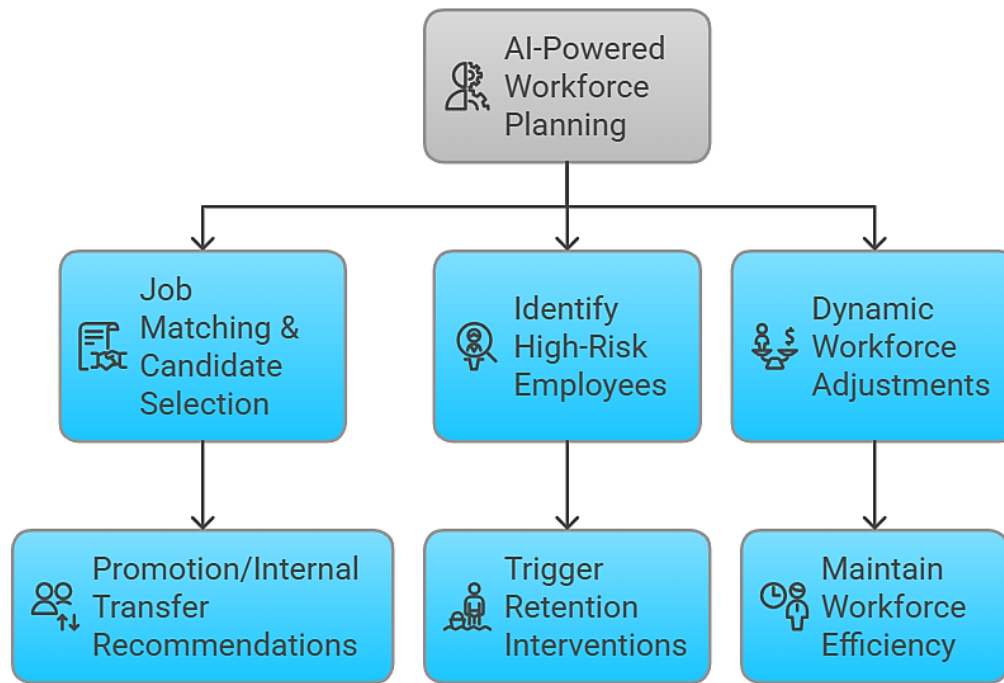 AI-Powered
Workforce
Planning
Job
Matching &
Candidate
Selection
Identify
High-Risk
Employees
$
Dynamic
Workforce
Adjustments
Promotion/Internal
Transfer
Recommendations
Trigger
Retention
Interventions
Maintain
Workforce
Efficiency